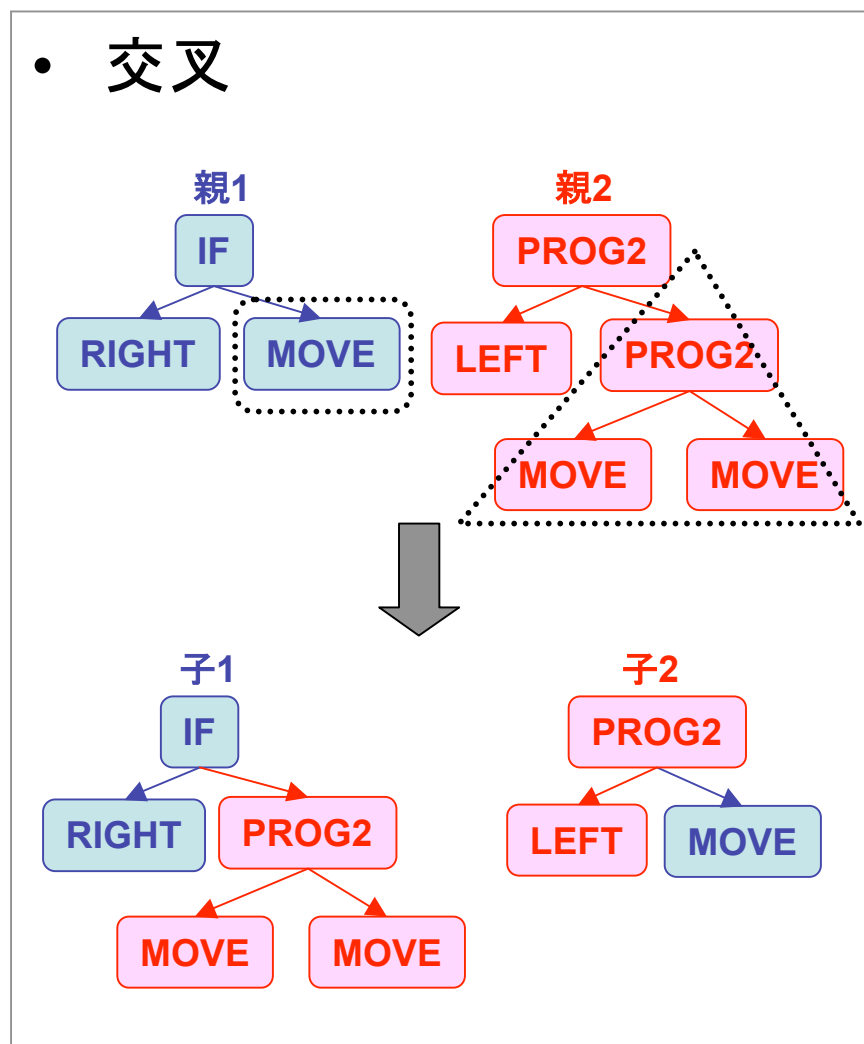 • 交叉
親1 親2
IF PROG2
RIGHT MOVE LEFT PROG2
MOVE MOVE
子1 子2
IF PROG2
RIGHT PROG2 LEFT MOVE
MOVE MOVE